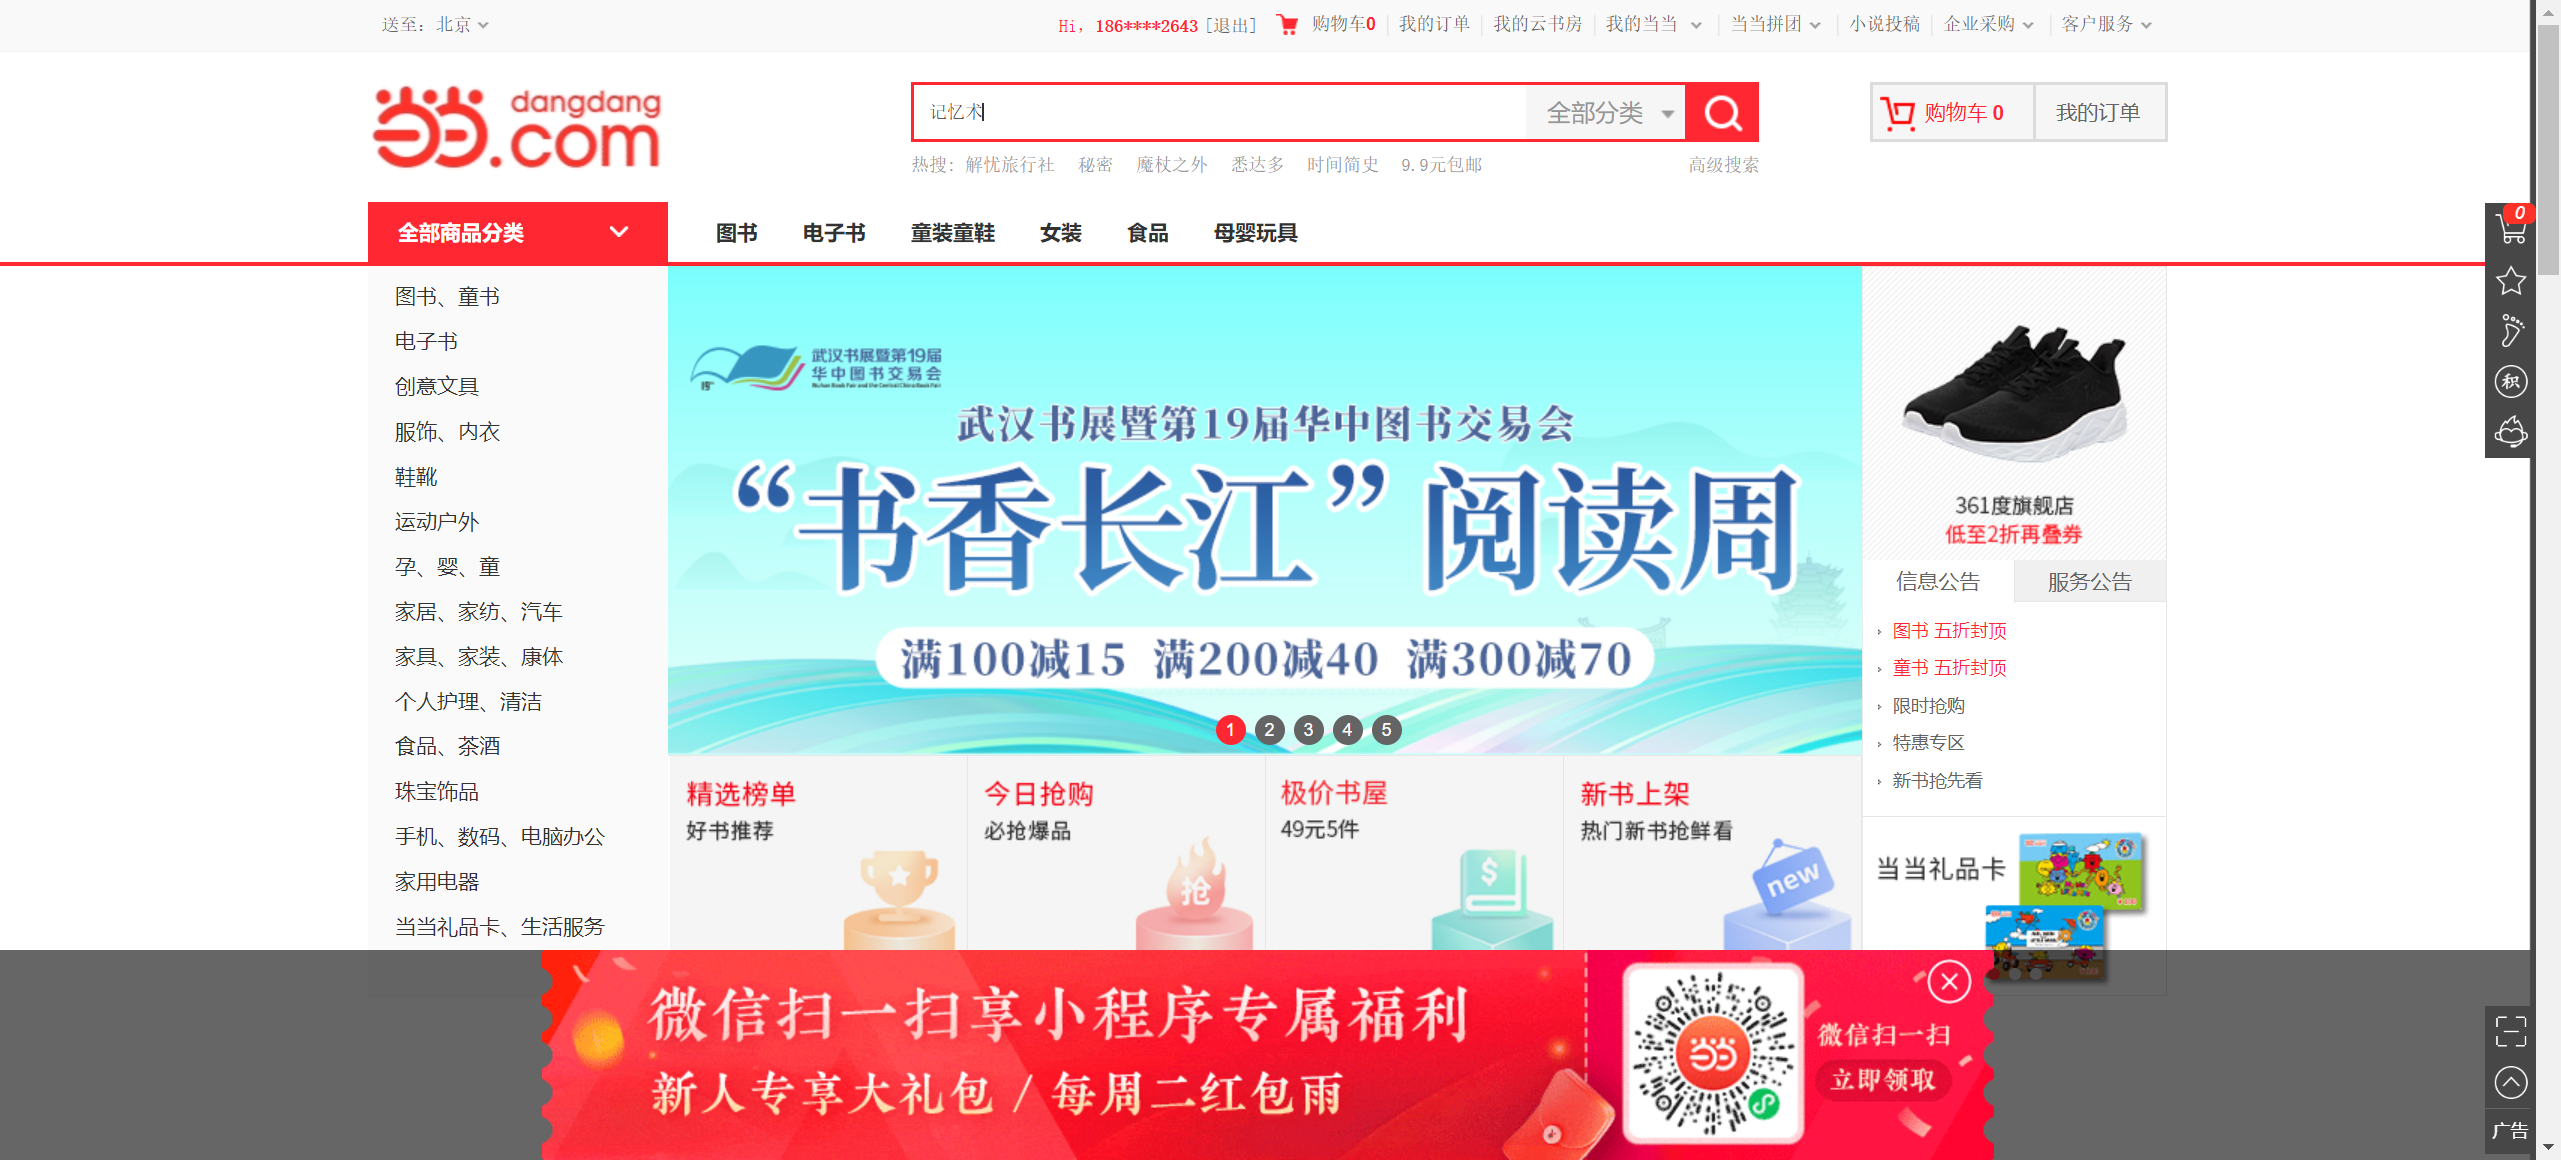 送至：北京
Hi，186****2643 [退出] 购物车0 我的订单 我的云书房 我的当当 当当拼团 小说投稿 企业采购 客户服务
dangdang
.com
记忆术 全部分类
购物车 0 我的订单
热搜：解忧旅行社 秘密 魔杖之外 悉达多 时间简史 9.9元包邮 高级搜索
全部商品分类 图书 电子书 童装童鞋 女装 食品 母婴玩具
0
积
图书、童书
电子书
创意文具
服饰、内衣
鞋靴
运动户外
孕、婴、童
家居、家纺、汽车
家具、家装、康体
个人护理、清洁
食品、茶酒
珠宝饰品
手机、数码、电脑办公
家用电器
当当礼品卡、生活服务
武汉书展暨第19届
华中图书交易会
武汉书展暨第19届华中图书交易会
“书香长江”阅读周
满100减15 满200减40 满300减70
1 2 3 4 5
361度旗舰店
低至2折再叠券
信息公告 服务公告
图书 五折封顶
童书 五折封顶
限时抢购
特惠专区
新书抢先看
精选榜单
好书推荐
今日抢购
必抢爆品
抢
极价书屋
49元5件
$
新书上架
热门新书抢鲜看
new
当当礼品卡
微信扫一扫享小程序专属福利
新人专享大礼包 / 每周二红包雨
微信扫一扫
立即领取
广告